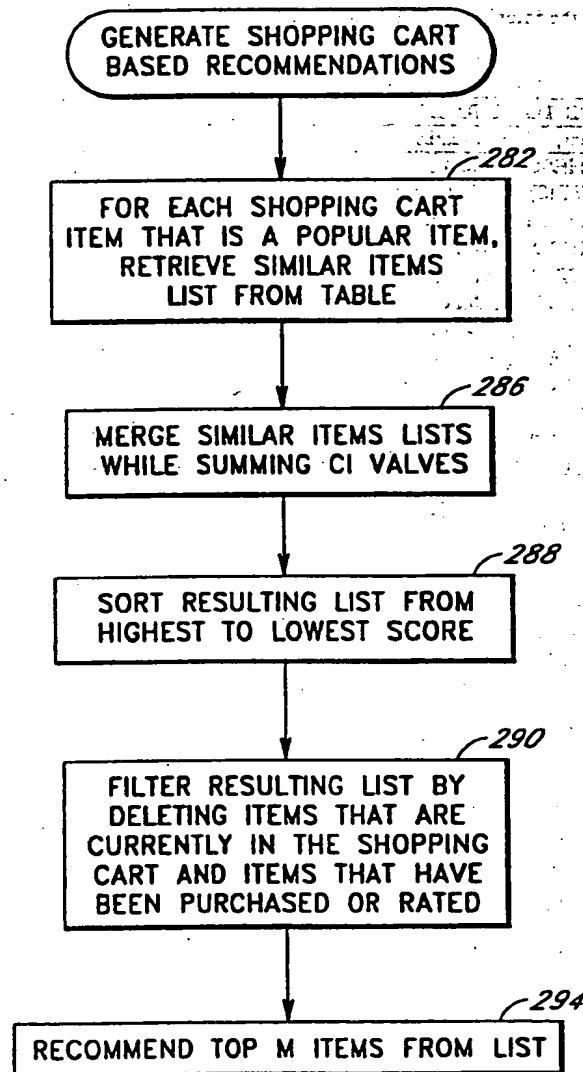 GENERATE SHOPPING CART
BASED RECOMMENDATIONS
282
FOR EACH SHOPPING CART
ITEM THAT IS A POPULAR ITEM,
RETRIEVE SIMILAR ITEMS
LIST FROM TABLE
286
MERGE SIMILAR ITEMS LISTS
WHILE SUMMING CI VALVES
288
SORT RESULTING LIST FROM
HIGHEST TO LOWEST SCORE
290
FILTER RESULTING LIST BY
DELETING ITEMS THAT ARE
CURRENTLY IN THE SHOPPING
CART AND ITEMS THAT HAVE
BEEN PURCHASED OR RATED
294
RECOMMEND TOP M ITEMS FROM LIST